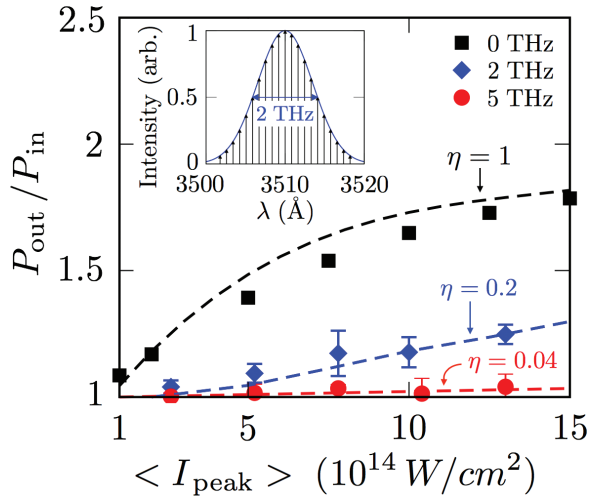 2.5
2
1.5
1
P_out / P_in
1
5
10
15
< I_peak > (10^14 W/cm^2)
0 THz
2 THz
5 THz
η = 1
η = 0.2
η = 0.04
Intensity (arb.)
1
0.5
0
2 THz
3500
3510
3520
λ (Å)